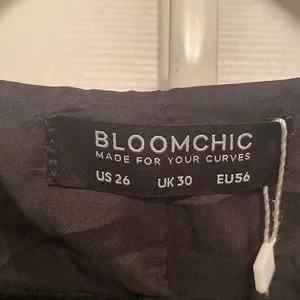 BLOOMCHIC
MADE FOR YOUR CURVES
US 26 UK 30 EU56